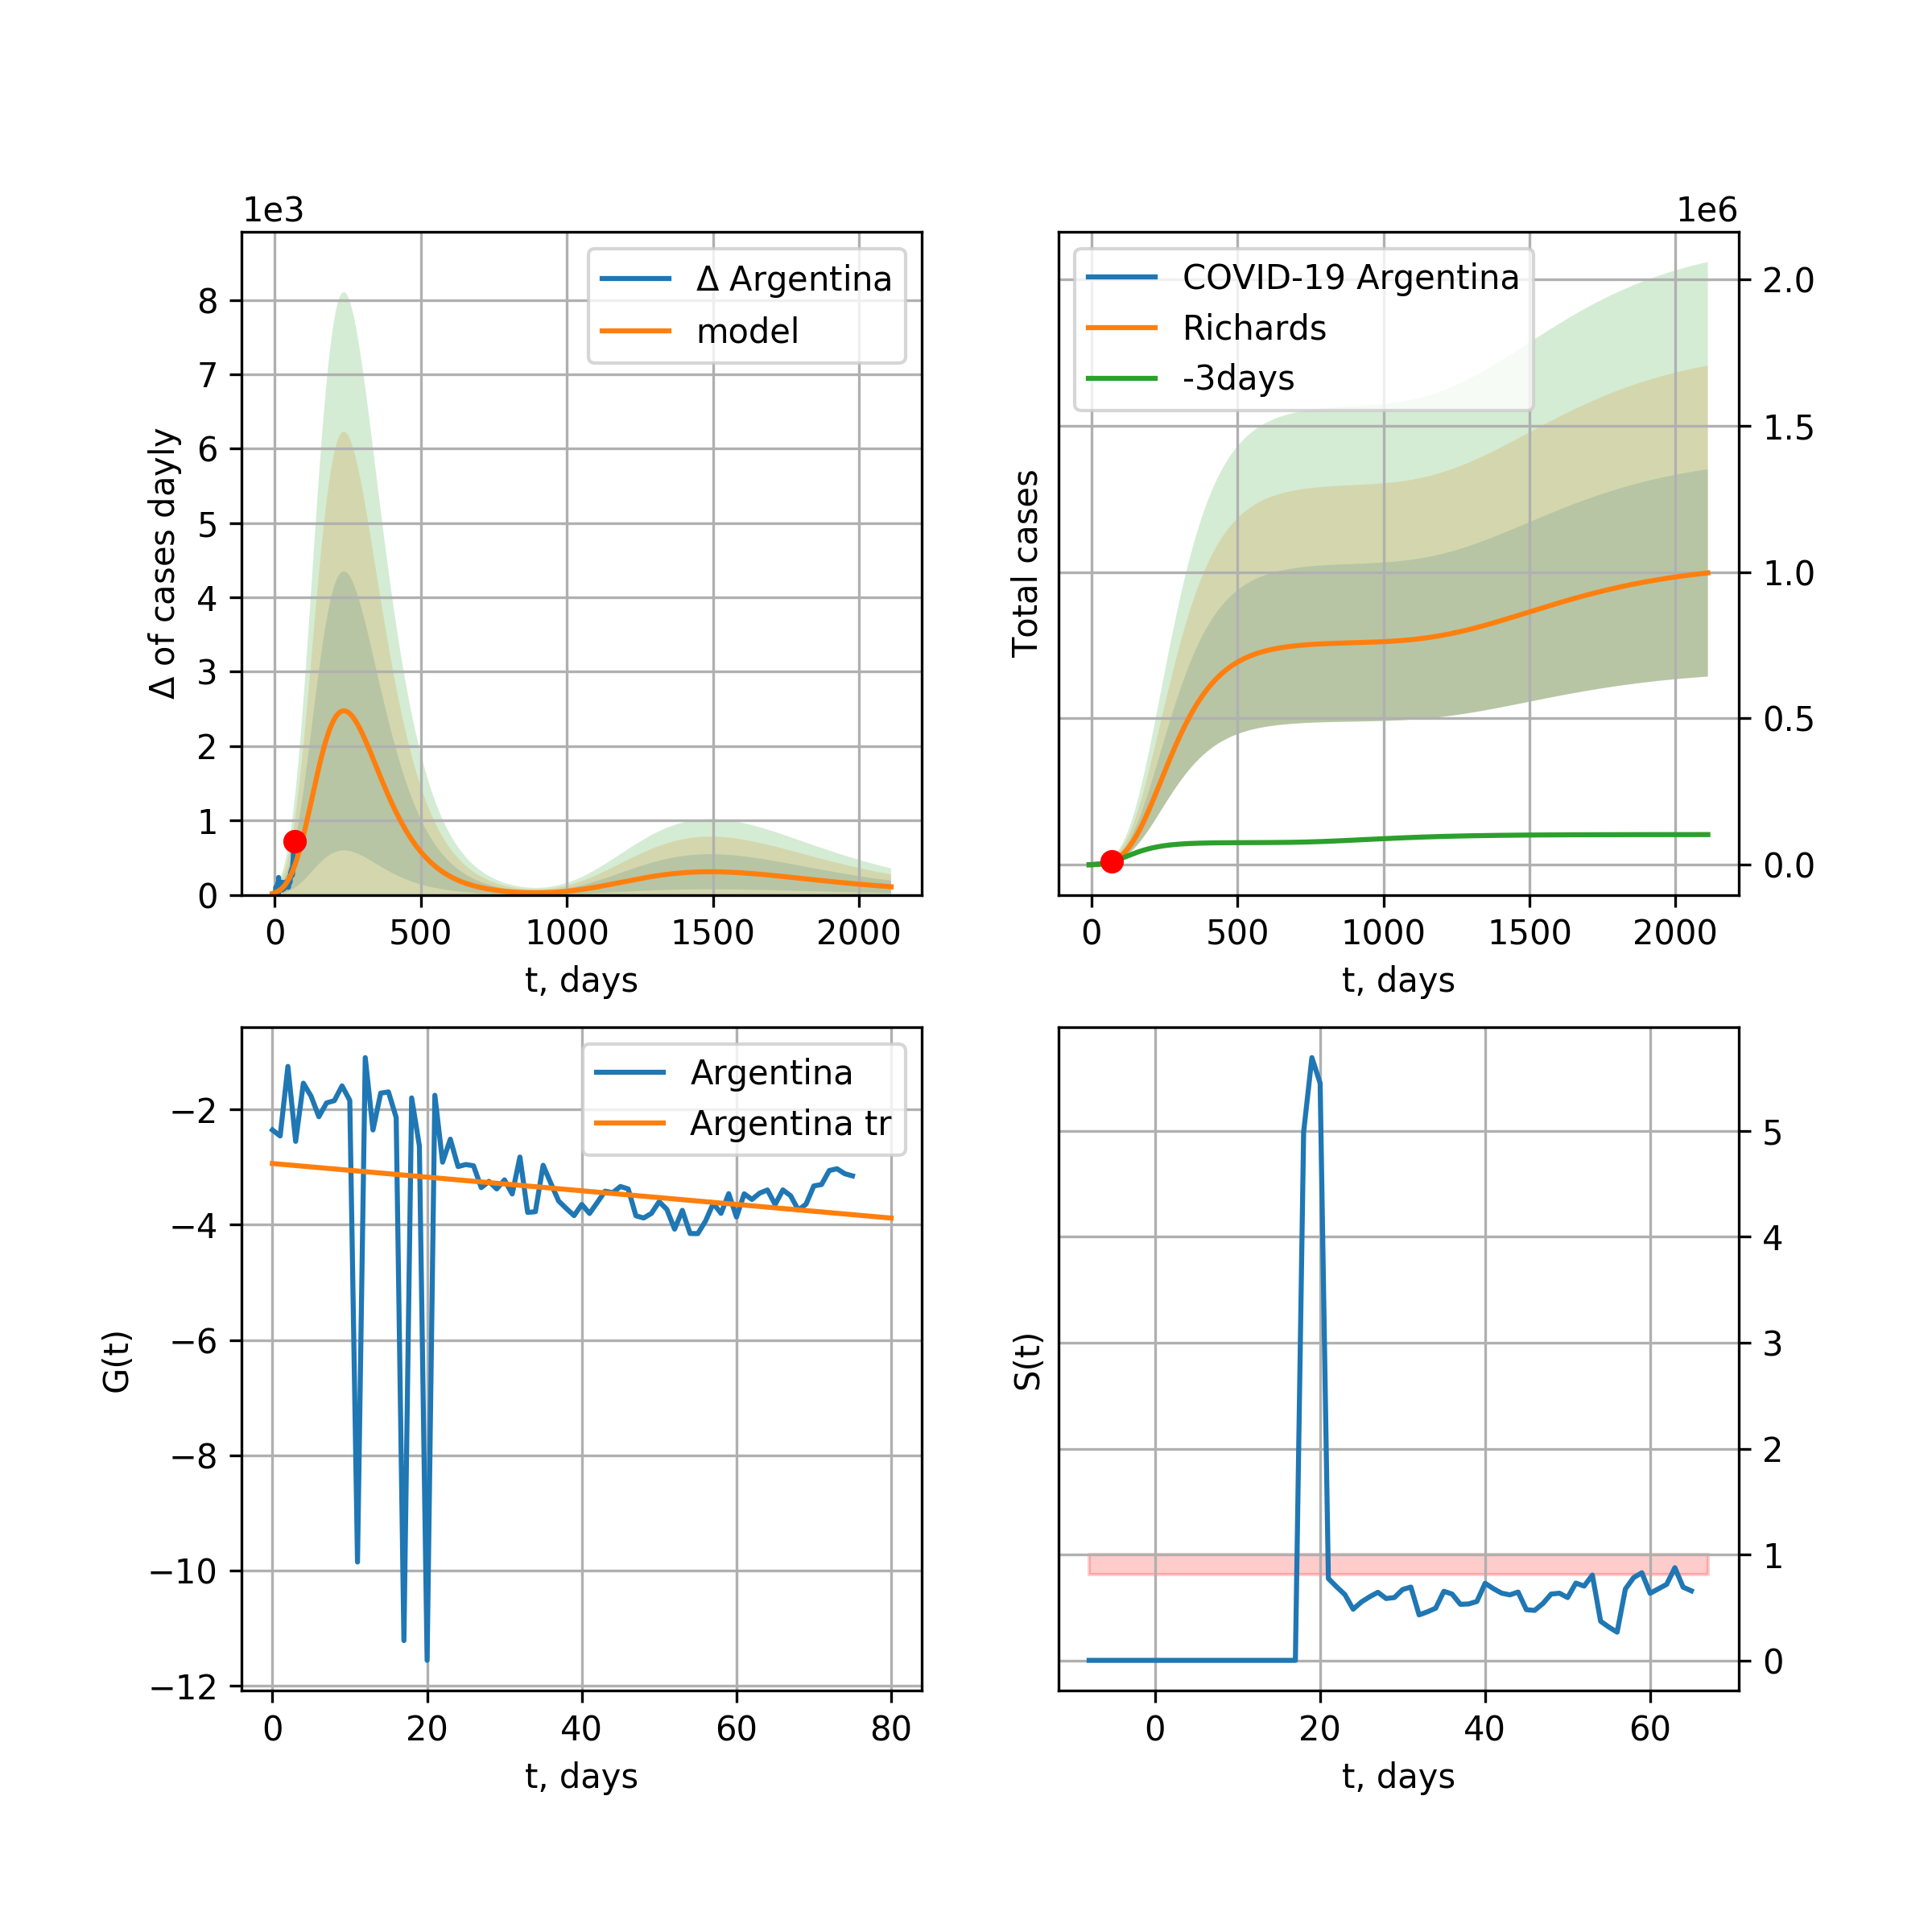 1e3
Δ Argentina
model
8
7
6
5
4
3
2
1
0
Δ of cases dayly
0 500 1000 1500 2000
t, days
1e6
COVID-19 Argentina
Richards
-3days
2.0
1.5
1.0
0.5
0.0
Total cases
0 500 1000 1500 2000
t, days
Argentina
Argentina tr
−2
−4
−6
−8
−10
−12
G(t)
0 20 40 60 80
t, days
5
4
3
2
1
0
S(t)
0 20 40 60
t, days